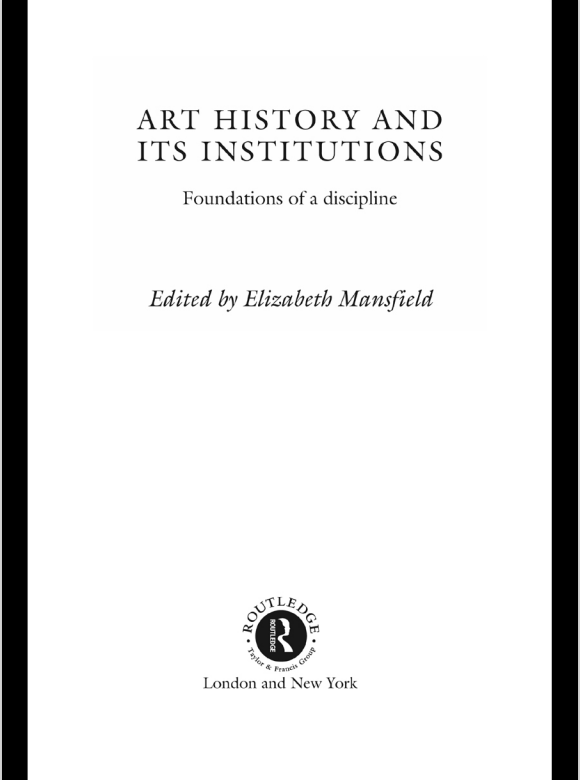 ART HISTORY AND
ITS INSTITUTIONS
Foundations of a discipline
Edited by Elizabeth Mansfield
ROUTLEDGE
ROUTLEDGE
Taylor & Francis Group
London and New York